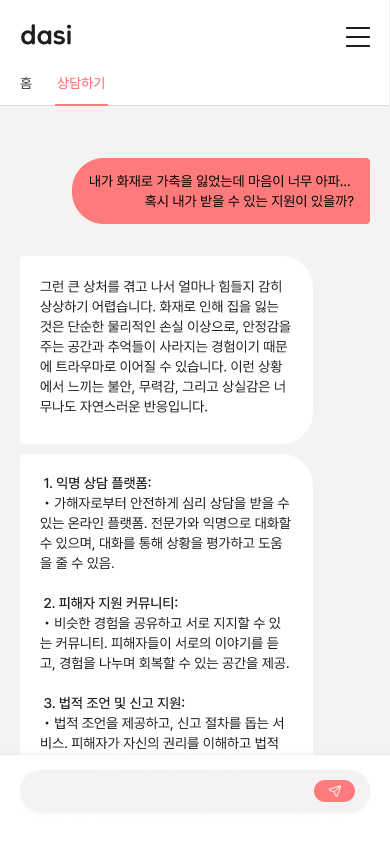 dasi
홈 상담하기
내가 화재로 가축을 잃었는데 마음이 너무 아파...
혹시 내가 받을 수 있는 지원이 있을까?
그런 큰 상처를 겪고 나서 얼마나 힘들지 감히
상상하기 어렵습니다. 화재로 인해 집을 잃는
것은 단순한 물리적인 손실 이상으로, 안정감을
주는 공간과 추억들이 사라지는 경험이기 때문
에 트라우마로 이어질 수 있습니다. 이런 상황
에서 느끼는 불안, 무력감, 그리고 상실감은 너
무나도 자연스러운 반응입니다.
1. 익명 상담 플랫폼:
• 가해자로부터 안전하게 심리 상담을 받을 수
있는 온라인 플랫폼. 전문가와 익명으로 대화할
수 있으며, 대화를 통해 상황을 평가하고 도움
을 줄 수 있음.
2. 피해자 지원 커뮤니티:
• 비슷한 경험을 공유하고 서로 지지할 수 있
는 커뮤니티. 피해자들이 서로의 이야기를 듣
고, 경험을 나누며 회복할 수 있는 공간을 제공.
3. 법적 조언 및 신고 지원:
• 법적 조언을 제공하고, 신고 절차를 돕는 서
비스. 피해자가 자신의 권리를 이해하고 법적